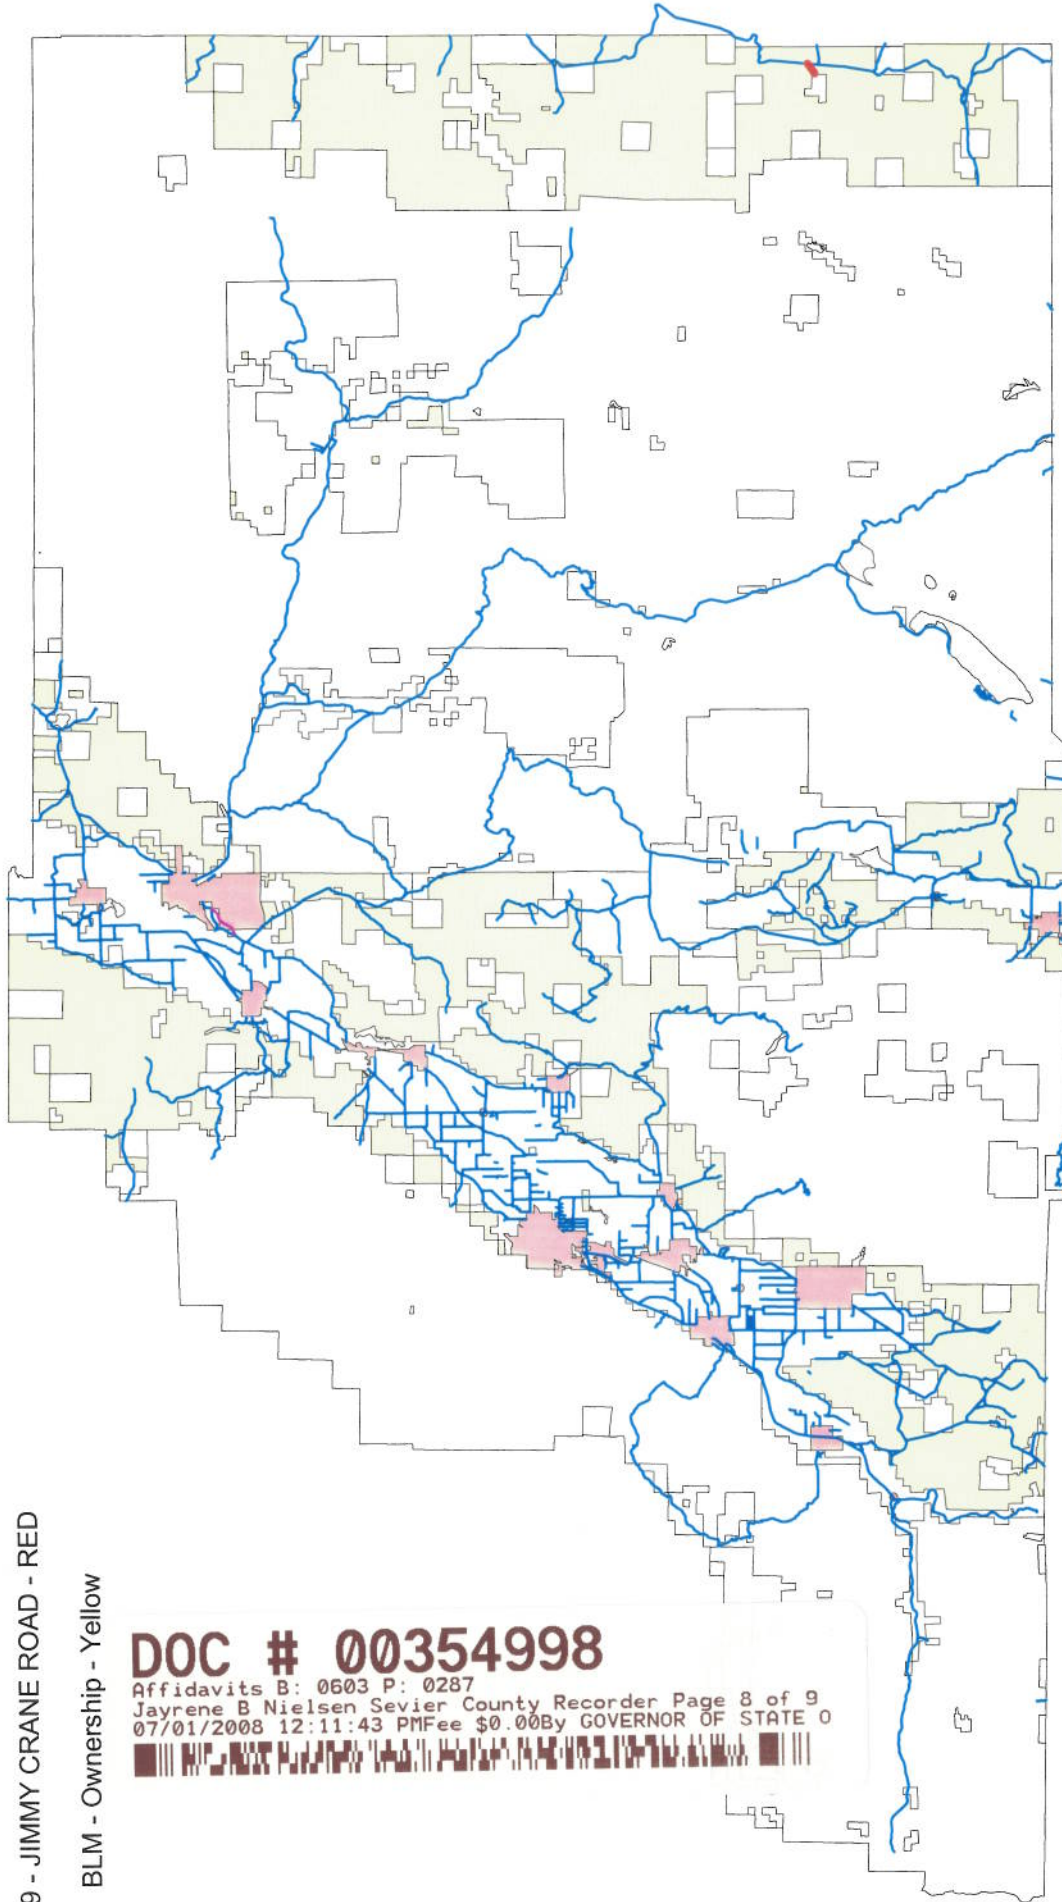 9 - JIMMY CRANE ROAD - RED
BLM - Ownership - Yellow
DOC # 00354998
Affidavits B: 0603 P: 0287
Jayrene B Nielsen Sevier County Recorder Page 8 of 9
07/01/2008 12:11:43 PMFee $0.00By GOVERNOR OF STATE O